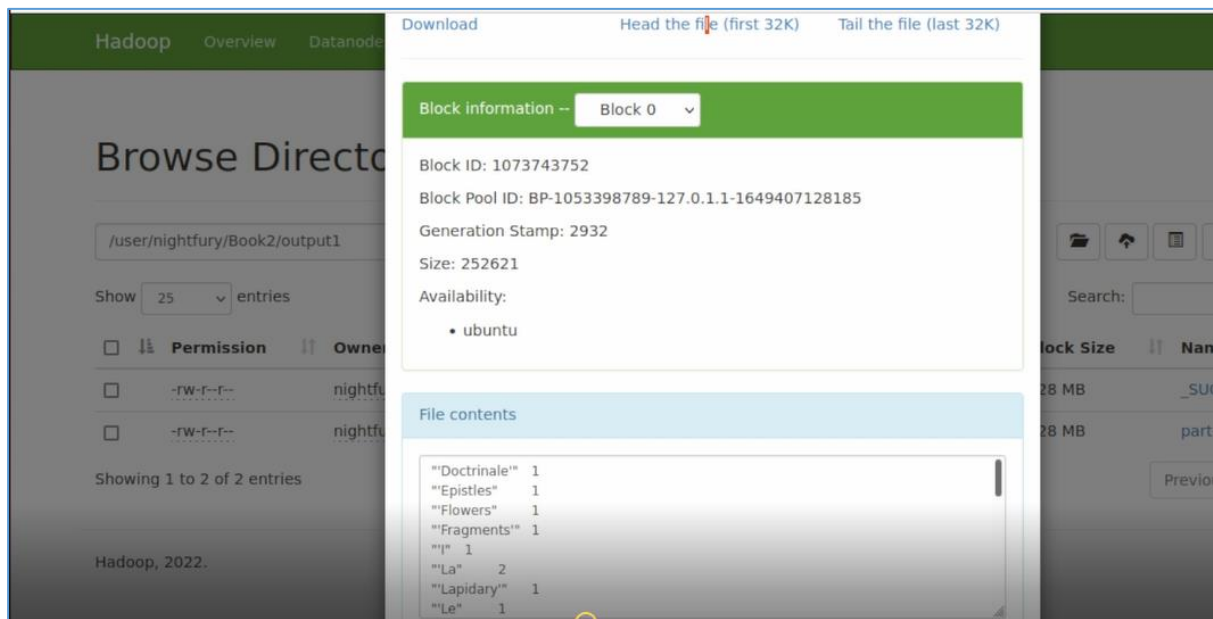 Hadoop Overview Datanode
Download Head the file (first 32K) Tail the file (last 32K)
Block information -- Block 0
Browse Directo
Block ID: 1073743752
Block Pool ID: BP-1053398789-127.0.1.1-1649407128185
/user/nightfury/Book2/output1
Generation Stamp: 2932
Size: 252621
Show 25 entries
Availability:
Search:
• ubuntu
Permission Owne lock Size Nam
-rw-r--r-- nightfu 28 MB _SUC
File contents
-rw-r--r-- nightfu 28 MB part
Showing 1 to 2 of 2 entries
Previou
"'Doctrinale'" 1
"'Epistles" 1
"'Flowers" 1
"'Fragments'" 1
"'I" 1
"'La" 2
"'Lapidary'" 1
"'Le" 1
Hadoop, 2022.